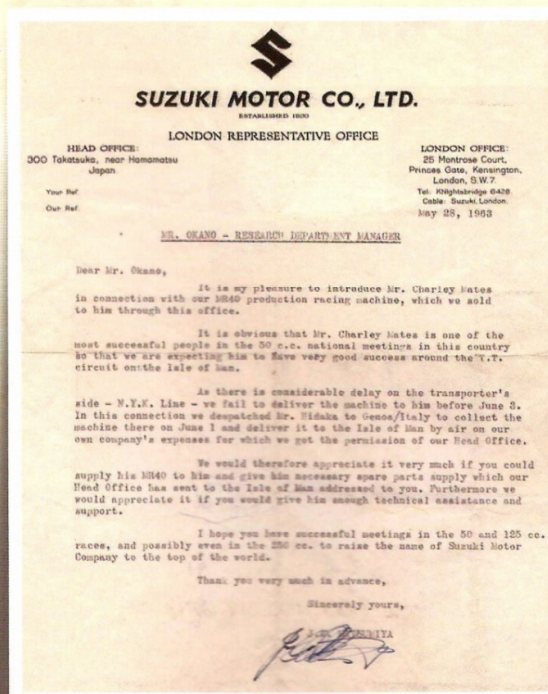 SUZUKI MOTOR CO., LTD.
ESTABLISHED 1920
LONDON REPRESENTATIVE OFFICE
HEAD OFFICE:
300 Takatsuka, near Hamamatsu
Japan
Your Ref.
Our Ref.
LONDON OFFICE:
25 Montrose Court,
Princes Gate, Kensington,
London, S.W.7.
Tel: KNightsbridge 6426
Cable: Suzuki, London.
May 28, 1963
MR. OKANO - RESEARCH DEPARTMENT MANAGER
Dear Mr. Okano,
It is my pleasure to introduce Mr. Charley Mates
in connection with our MR40 production racing machine, which we sold
to him through this office.
It is obvious that Mr. Charley Mates is one of the
most successful people in the 50 c.c. national meetings in this country
so that we are expecting him to have very good success around the T.T.
circuit on the Isle of Man.
As there is considerable delay on the transporter's
side - N.Y.K. Line - we fail to deliver the machine to him before June 8.
In this connection we despatched Mr. Hidaka to Genoa/Italy to collect the
machine there on June 1 and deliver it to the Isle of Man by air on our
own company's expenses for which we got the permission of our Head Office.
We would therefore appreciate it very much if you could
supply his MR40 to him and give him necessary spare parts supply which our
Head Office has sent to the Isle of Man addressed to you. Furthermore we
would appreciate it if you would give him enough technical assistance and
support.
I hope you have successful meetings in the 50 and 125 cc.
races, and possibly even in the 250 cc. to raise the name of Suzuki Motor
Company to the top of the world.
Thank you very much in advance,
Sincerely yours,